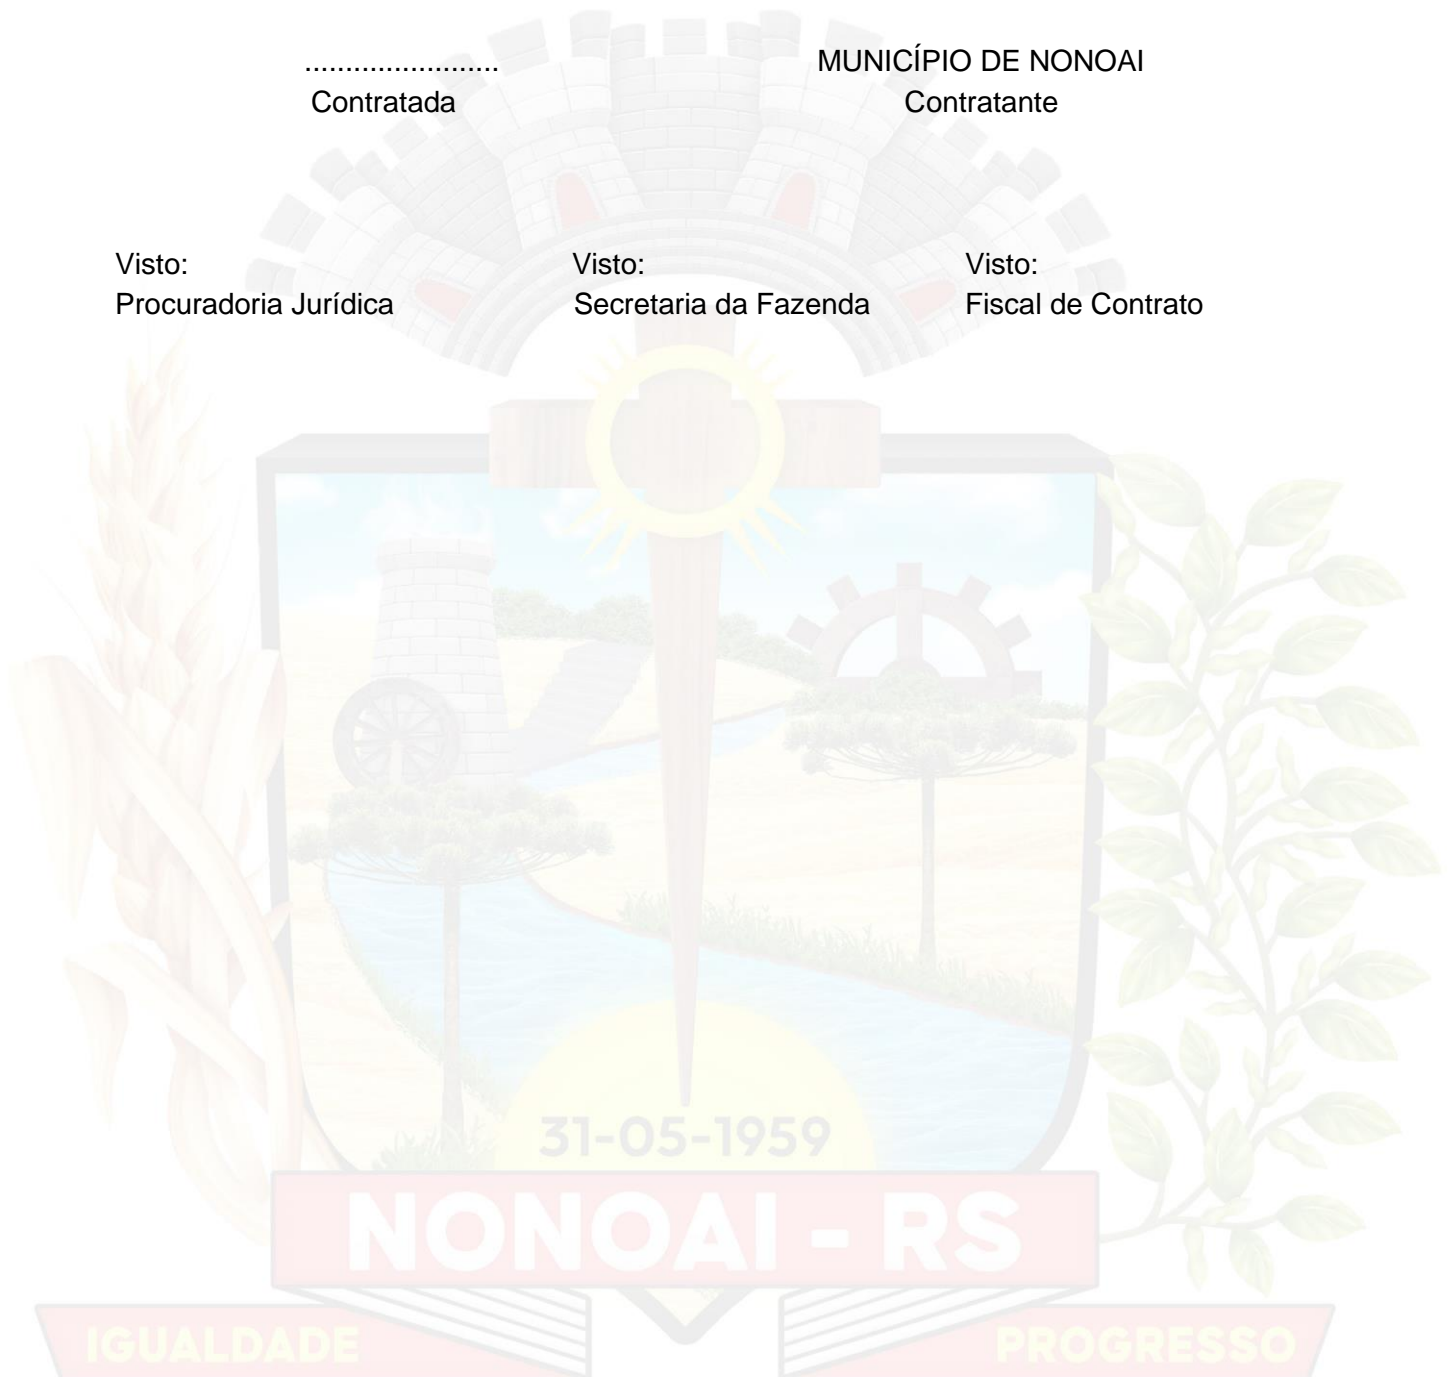 ........................ MUNICÍPIO DE NONOAI
Contratada Contratante
Visto: Visto: Visto:
Procuradoria Jurídica Secretaria da Fazenda Fiscal de Contrato
31-05-1959
NONOAI - RS
IGUALDADE PROGRESSO